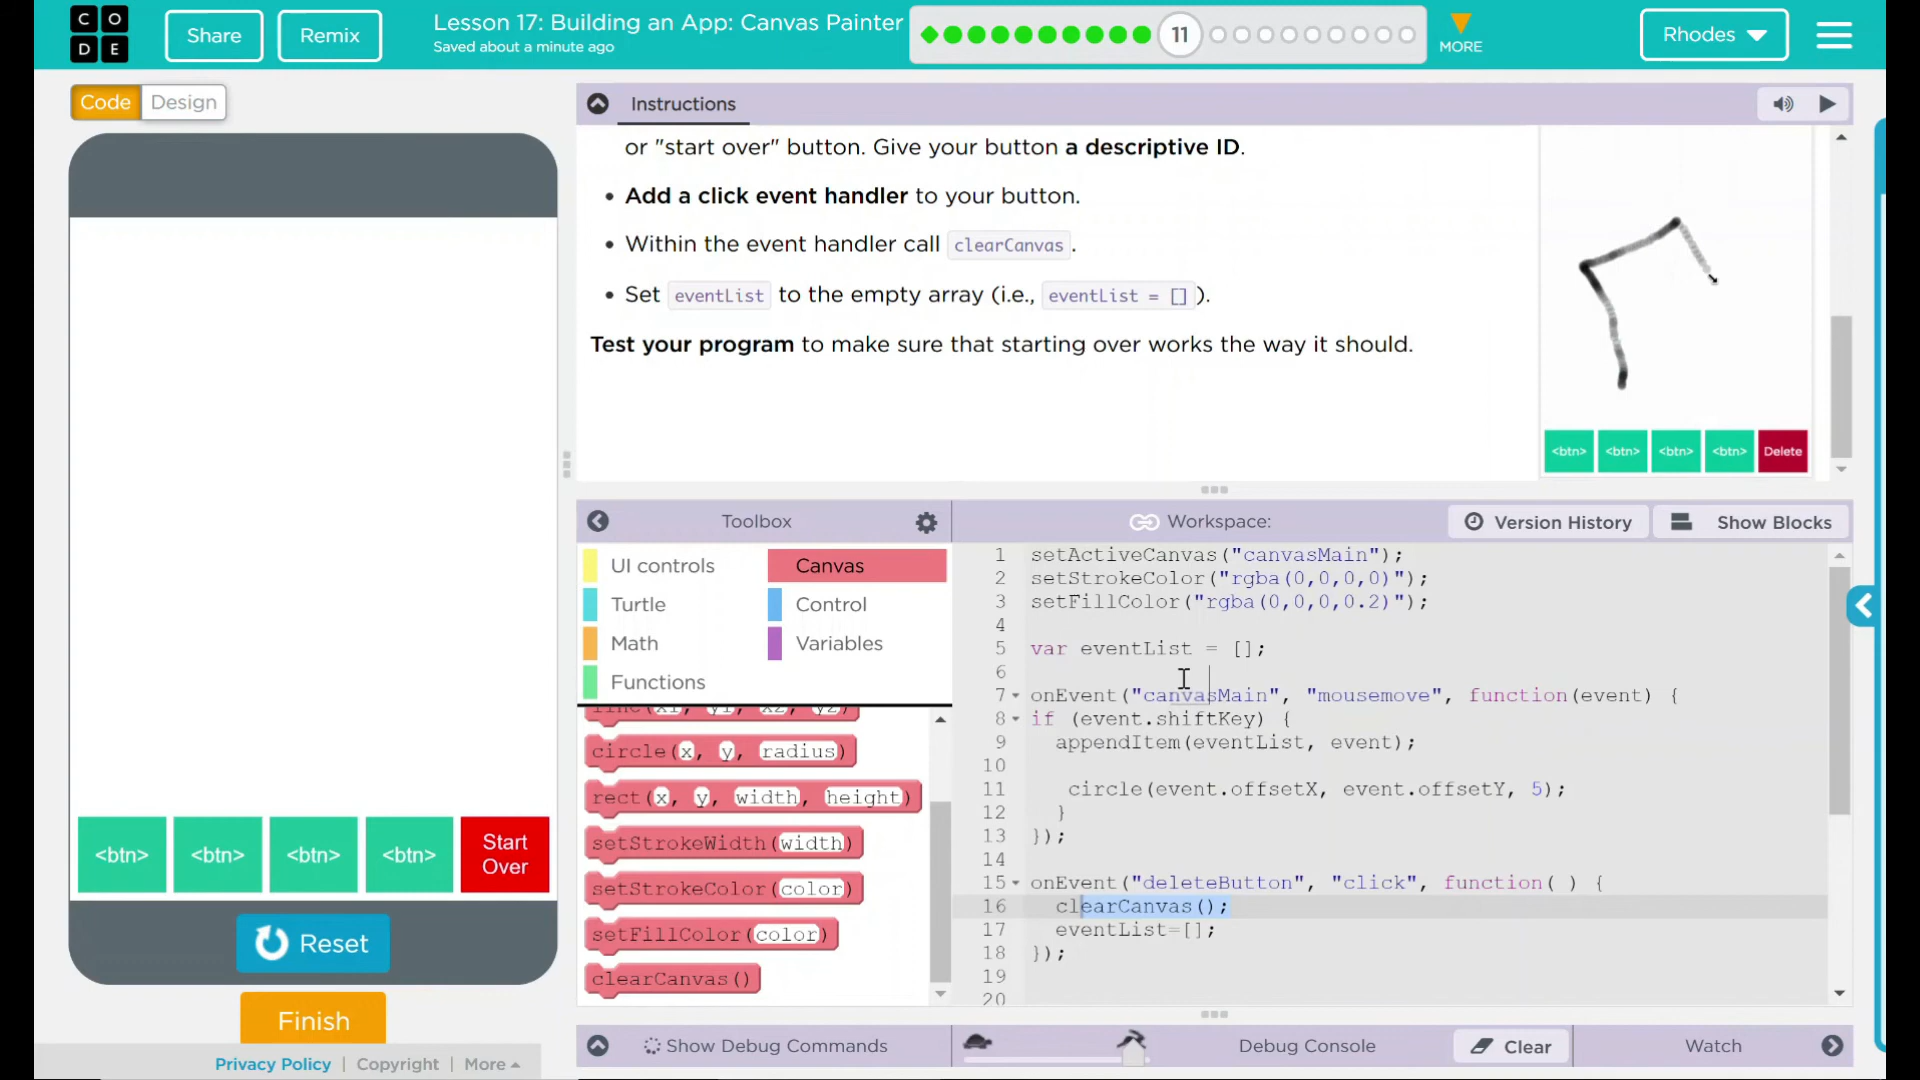 CO
DE
Share
Remix
Lesson 17: Building an App: Canvas Painter
Saved about a minute ago
11
MORE
Rhodes
Code
Design
Instructions
or "start over" button. Give your button a descriptive ID.
Add a click event handler to your button.
Within the event handler call clearCanvas.
Set eventList to the empty array (i.e., eventList = []).
Test your program to make sure that starting over works the way it should.
<btn> <btn> <btn> <btn> Delete
Toolbox
Workspace:
Version History
Show Blocks
UI controls
Canvas
Turtle
Control
Math
Variables
Functions
line(x1, y1, x2, y2)
circle(x, y, radius)
rect(x, y, width, height)
setStrokeWidth(width)
setStrokeColor(color)
setFillColor(color)
clearCanvas()
1 setActiveCanvas("canvasMain");
2 setStrokeColor("rgba(0,0,0,0)");
3 setFillColor("rgba(0,0,0,0.2)");
4
5 var eventList = [];
6
7 onEvent("canvasMain", "mousemove", function(event) {
8 if (event.shiftKey) {
9 appendItem(eventList, event);
10
11 circle(event.offsetX, event.offsetY, 5);
12 }
13 });
14
15 onEvent("deleteButton", "click", function( ) {
16 clearCanvas();
17 eventList=[];
18 });
19
20
<btn> <btn> <btn> <btn> Start
Over
Reset
Finish
Privacy Policy | Copyright | More
Show Debug Commands
Debug Console
Clear
Watch